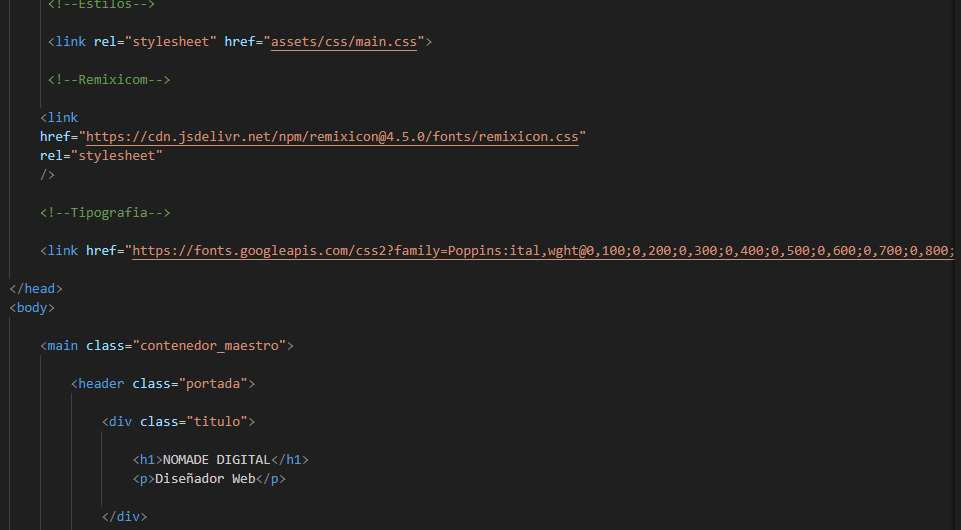 <!--Estilos-->
<link rel="stylesheet" href="assets/css/main.css">
<!--Remixicom-->
<link
href="https://cdn.jsdelivr.net/npm/remixicon@4.5.0/fonts/remixicon.css"
rel="stylesheet"
/>
<!--Tipografia-->
<link href="https://fonts.googleapis.com/css2?family=Poppins:ital,wght@0,100;0,200;0,300;0,400;0,500;0,600;0,700;0,800;
</head>
<body>
<main class="contenedor_maestro">
<header class="portada">
<div class="titulo">
<h1>NOMADE DIGITAL</h1>
<p>Diseñador Web</p>
</div>